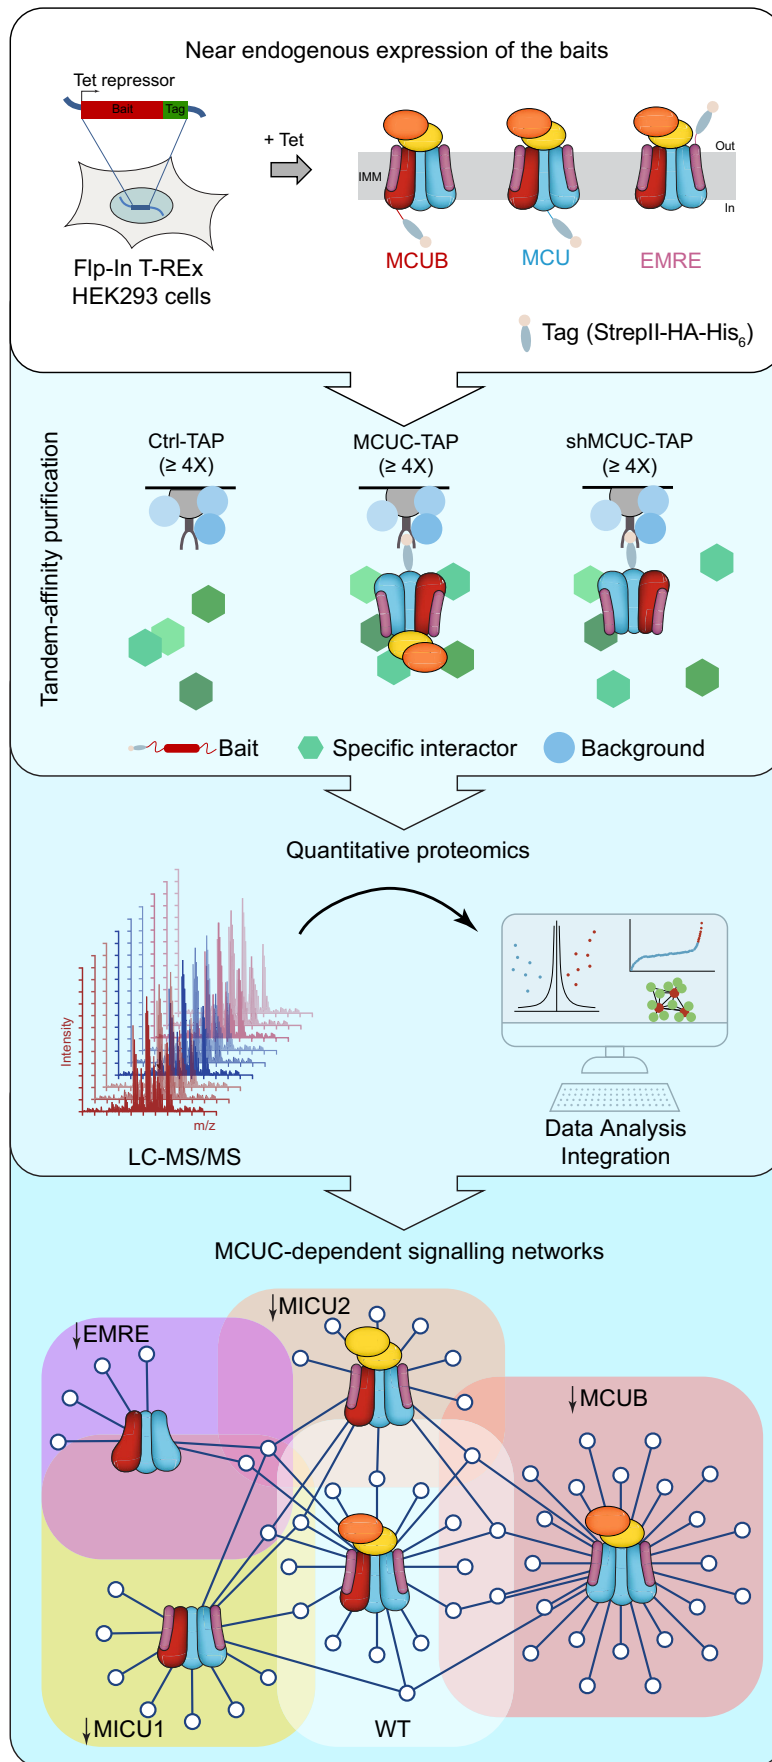 Near endogenous expression of the baits
Tet repressor
Bait
Tag
+ Tet
Out
IMM
In
MCUB
MCU
EMRE
Flp-In T-REx
HEK293 cells
Tag (StrepII-HA-His6)
Tandem-affinity purification
Ctrl-TAP
(≥ 4X)
MCUC-TAP
(≥ 4X)
shMCUC-TAP
(≥ 4X)
Bait
Specific interactor
Background
Quantitative proteomics
Intensity
m/z
LC-MS/MS
Data Analysis
Integration
MCUC-dependent signalling networks
↓MICU2
↓EMRE
↓MCUB
↓MICU1
WT